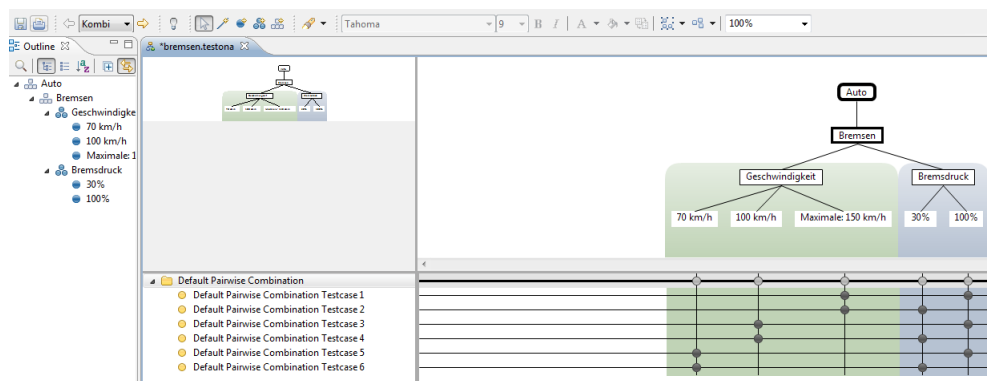 Kombi
Tahoma
9
B I A
100%
Outline
*bremsen.testona
Auto
Bremsen
Geschwindigke
70 km/h
100 km/h
Maximale: 1
Bremsdruck
30%
100%
Auto
Bremsen
Geschwindigkeit
Bremsdruck
70 km/h
100 km/h
Maximale: 150 km/h
30%
100%
Default Pairwise Combination
Default Pairwise Combination Testcase 1
Default Pairwise Combination Testcase 2
Default Pairwise Combination Testcase 3
Default Pairwise Combination Testcase 4
Default Pairwise Combination Testcase 5
Default Pairwise Combination Testcase 6